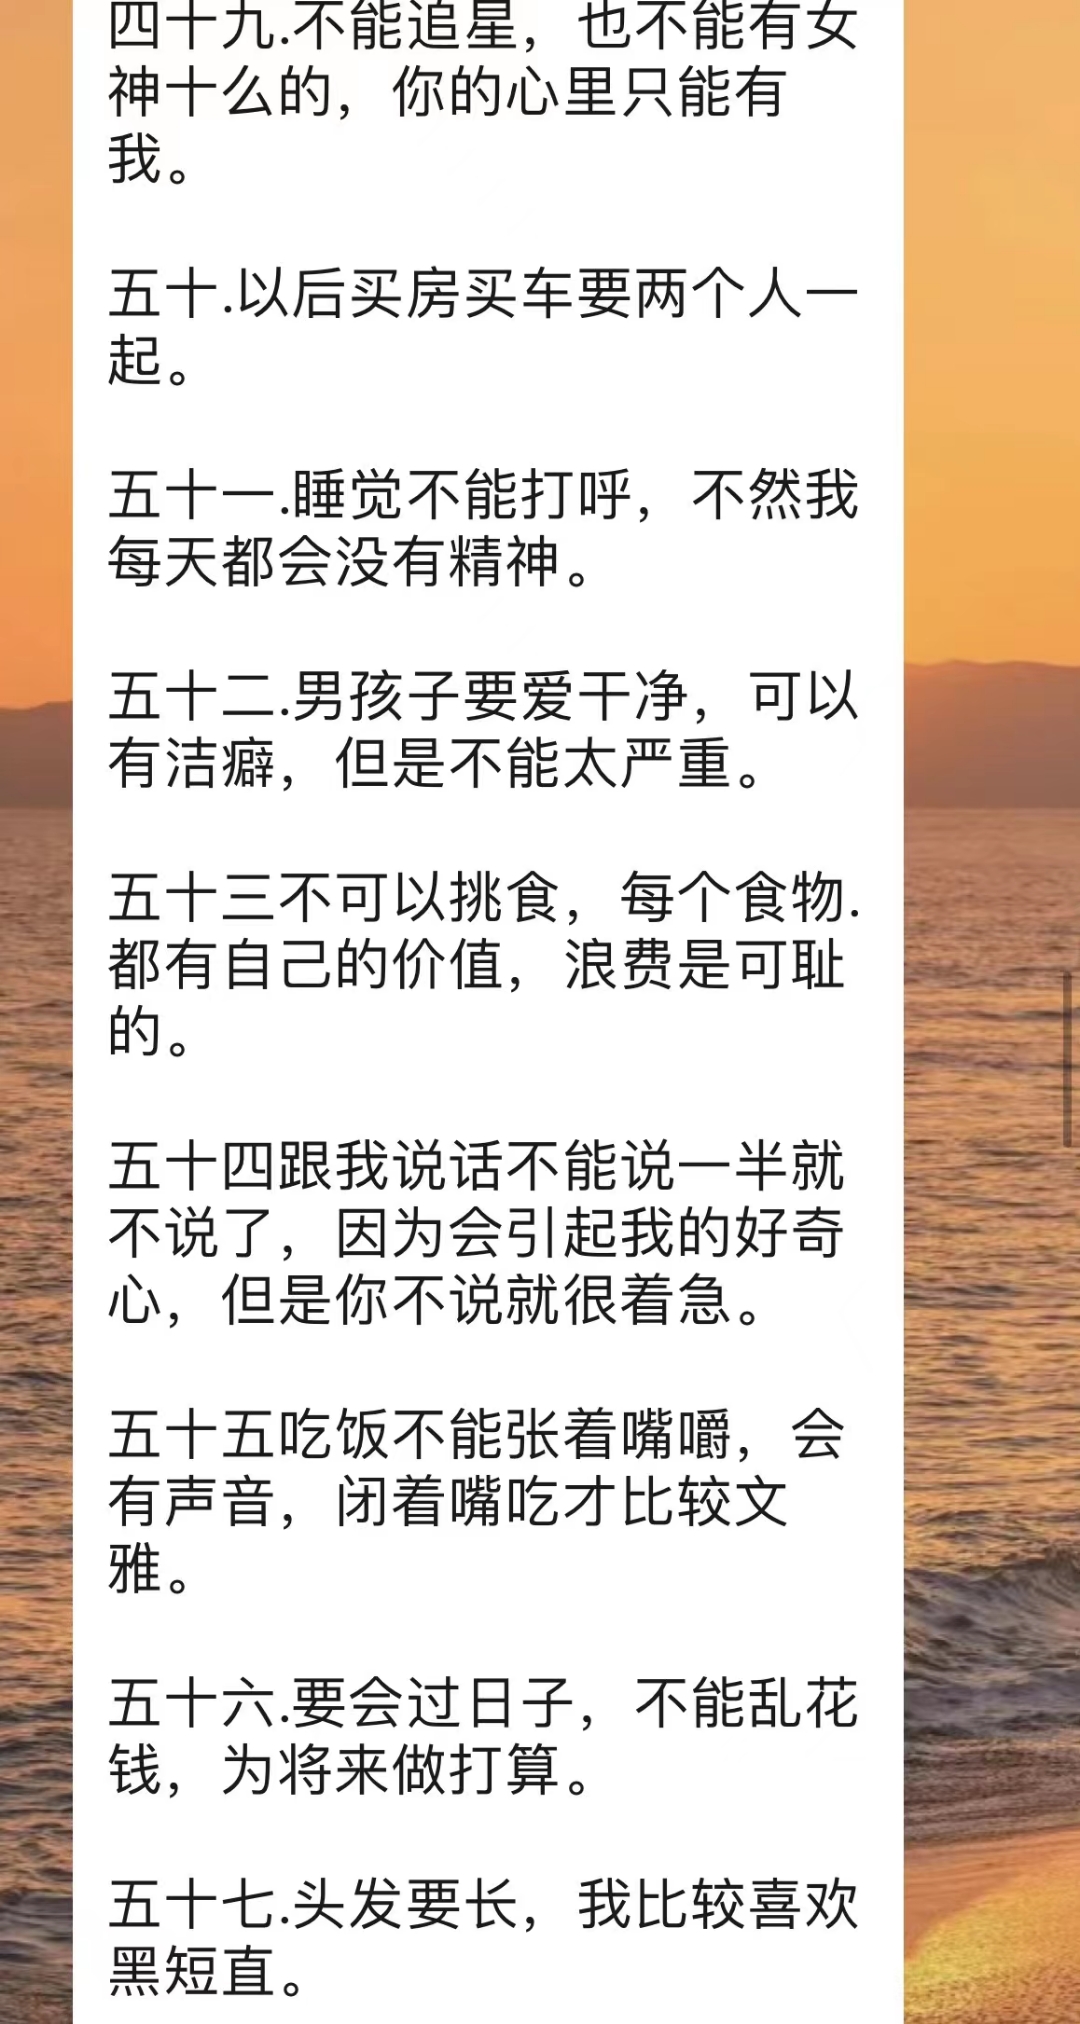 四十九.不能追星，也不能有女
神十么的，你的心里只能有
我。
五十.以后买房买车要两个人一
起。
五十一.睡觉不能打呼，不然我
每天都会没有精神。
五十二.男孩子要爱干净，可以
有洁癖，但是不能太严重。
五十三不可以挑食，每个食物.
都有自己的价值，浪费是可耻
的。
五十四跟我说话不能说一半就
不说了，因为会引起我的好奇
心，但是你不说就很着急。
五十五吃饭不能张着嘴嚼，会
有声音，闭着嘴吃才比较文
雅。
五十六.要会过日子，不能乱花
钱，为将来做打算。
五十七.头发要长，我比较喜欢
黑短直。